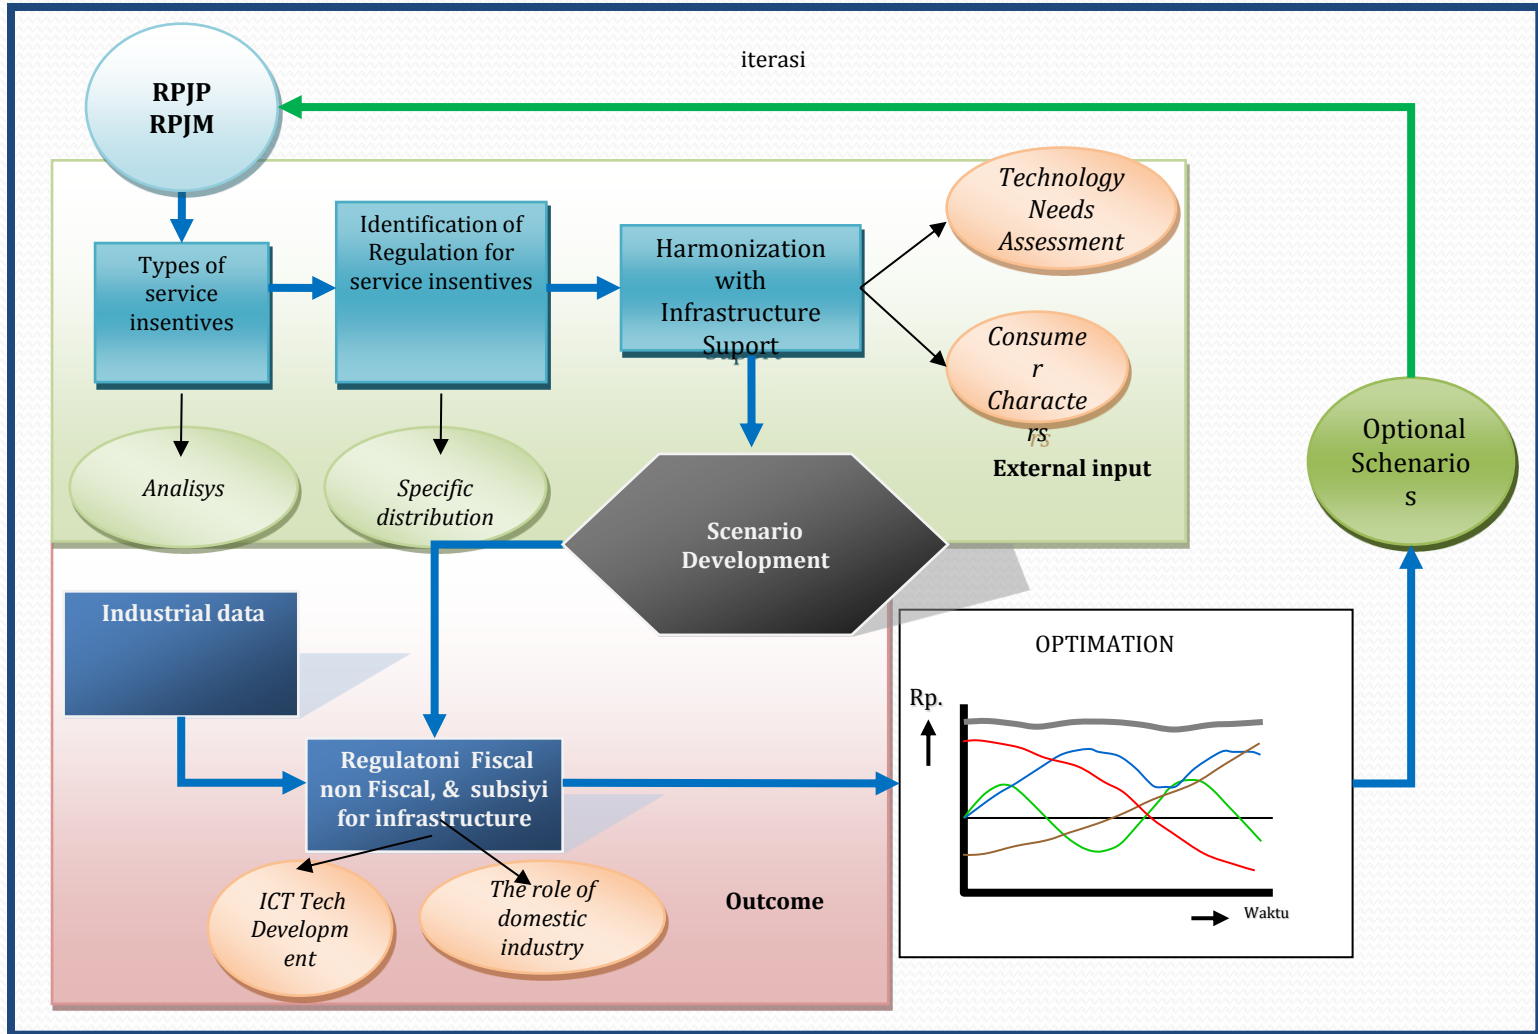 iterasi
RPJP
RPJM
Types of
service
insentives
Identification of
Regulation for
service insentives
Harmonization
with
Infrastructure
Suport
Technology
Needs
Assessment
Consume
r
Characte
rs
External input
Analisys
Specific
distribution
Scenario
Development
Optional
Schenario
s
Industrial data
Regulatoni Fiscal
non Fiscal, & subsiyi
for infrastructure
ICT Tech
Developm
ent
The role of
domestic
industry
Outcome
OPTIMATION
Rp.
Waktu